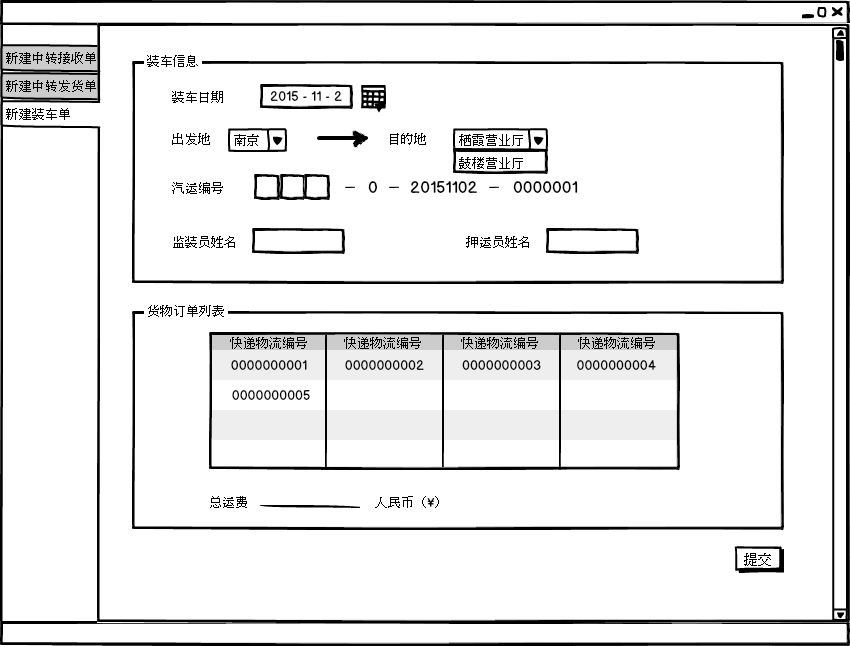 新建中转接收单
新建中转发货单
新建装车单
装车信息
装车日期 2015 - 11 - 2
出发地 南京 目的地 栖霞营业厅
鼓楼营业厅
汽运编号 - 0 - 20151102 - 0000001
监装员姓名 押运员姓名
货物订单列表
快递物流编号 快递物流编号 快递物流编号 快递物流编号
0000000001 0000000002 0000000003 0000000004
0000000005
总运费 人民币（¥）
提交